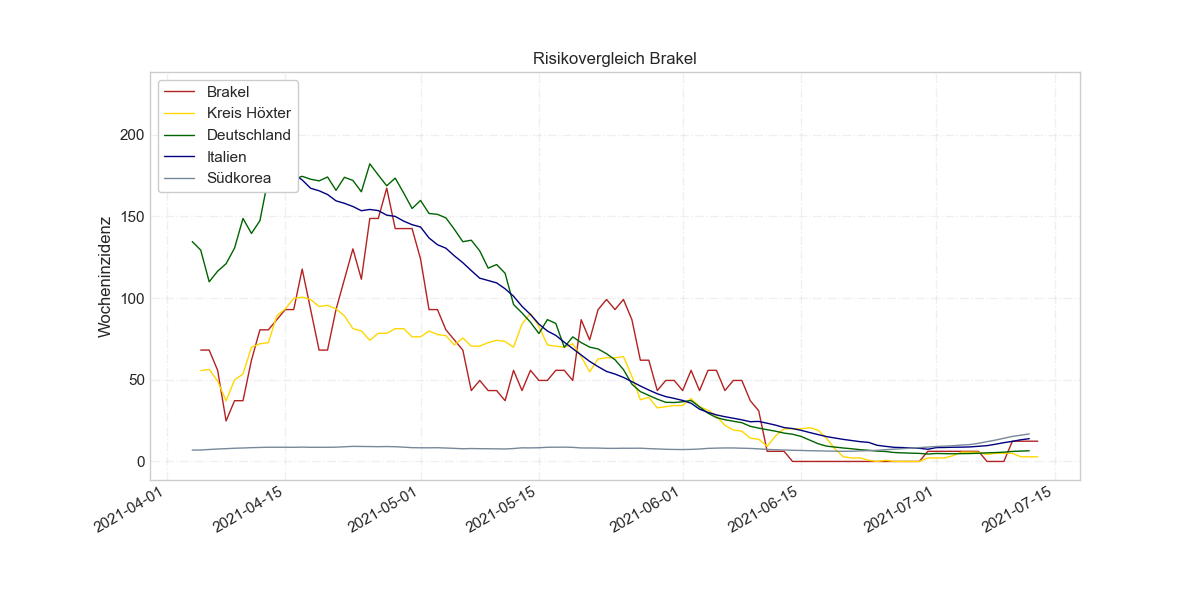 Risikovergleich Brakel
Brakel
Kreis Höxter
Deutschland
Italien
Südkorea
Wocheninzidenz
200
150
100
50
0
2021-04-01
2021-04-15
2021-05-01
2021-05-15
2021-06-01
2021-06-15
2021-07-01
2021-07-15